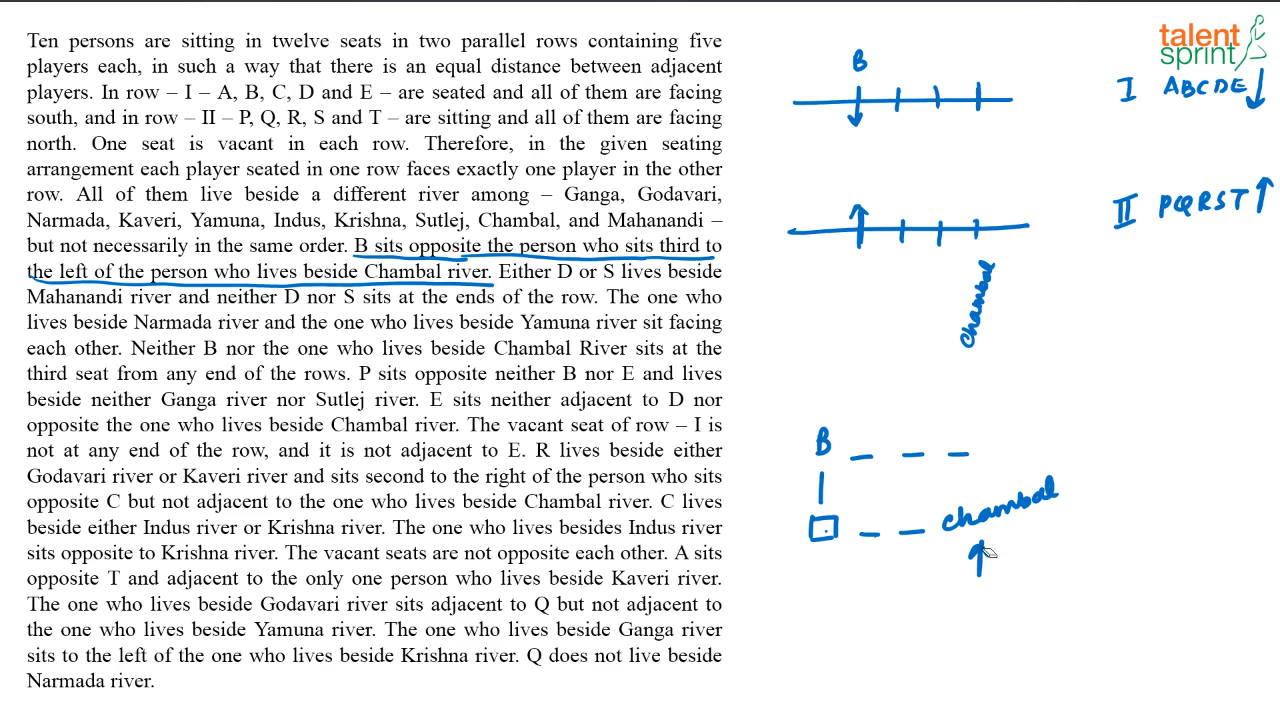 Ten persons are sitting in twelve seats in two parallel rows containing five
players each, in such a way that there is an equal distance between adjacent
players. In row – I – A, B, C, D and E – are seated and all of them are facing
south, and in row – II – P, Q, R, S and T – are sitting and all of them are facing
north. One seat is vacant in each row. Therefore, in the given seating
arrangement each player seated in one row faces exactly one player in the other
row. All of them live beside a different river among – Ganga, Godavari,
Narmada, Kaveri, Yamuna, Indus, Krishna, Sutlej, Chambal, and Mahanandi –
but not necessarily in the same order. B sits opposite the person who sits third to
the left of the person who lives beside Chambal river. Either D or S lives beside
Mahanandi river and neither D nor S sits at the ends of the row. The one who
lives beside Narmada river and the one who lives beside Yamuna river sit facing
each other. Neither B nor the one who lives beside Chambal River sits at the
third seat from any end of the rows. P sits opposite neither B nor E and lives
beside neither Ganga river nor Sutlej river. E sits neither adjacent to D nor
opposite the one who lives beside Chambal river. The vacant seat of row – I is
not at any end of the row, and it is not adjacent to E. R lives beside either
Godavari river or Kaveri river and sits second to the right of the person who sits
opposite C but not adjacent to the one who lives beside Chambal river. C lives
beside either Indus river or Krishna river. The one who lives besides Indus river
sits opposite to Krishna river. The vacant seats are not opposite each other. A sits
opposite T and adjacent to the only one person who lives beside Kaveri river.
The one who lives beside Godavari river sits adjacent to Q but not adjacent to
the one who lives beside Yamuna river. The one who lives beside Ganga river
sits to the left of the one who lives beside Krishna river. Q does not live beside
Narmada river.
talent
sprint
B
I ABCDE
II PQRST
Chambal
B
Chambal